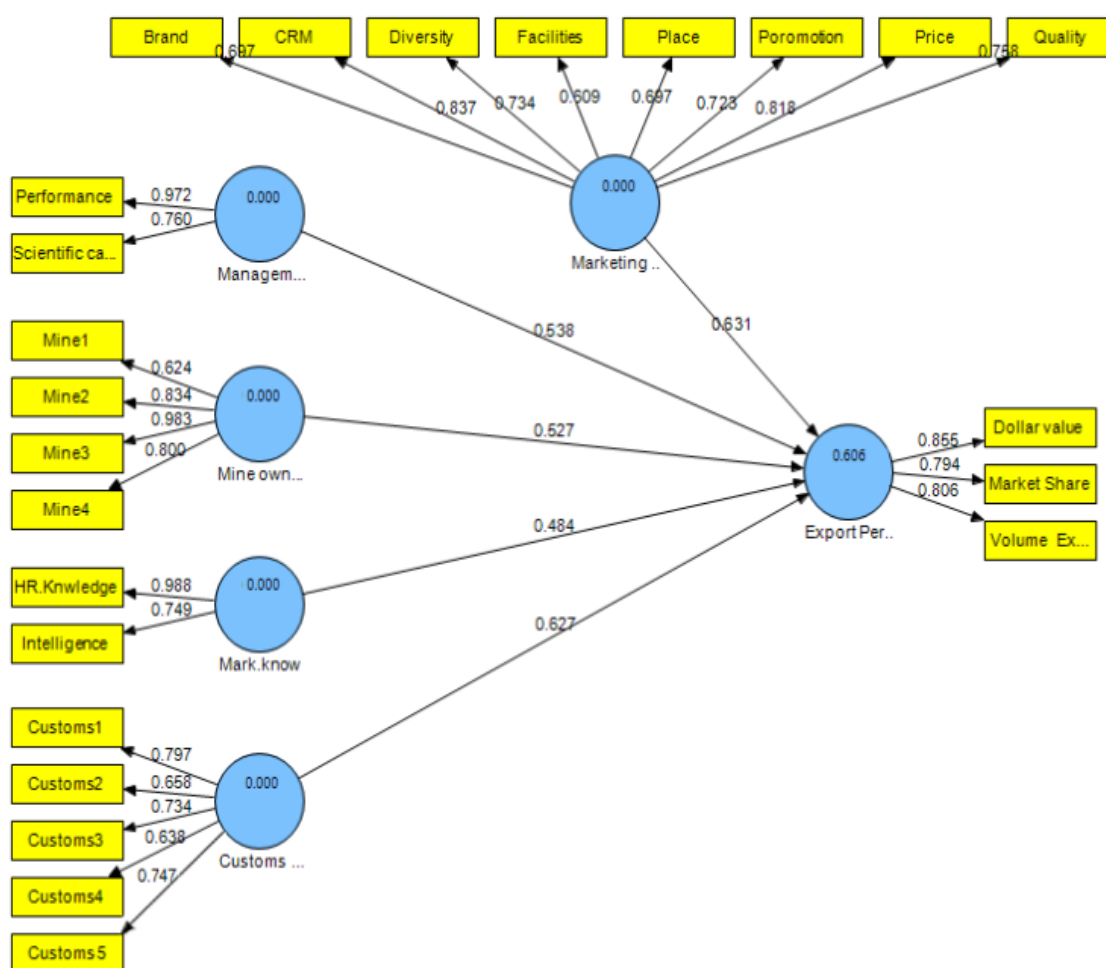 Brand
CRM
Diversity
Facilities
Place
Poromotion
Price
Quality
0.697
0.837
0.734
0.609
0.697
0.723
0.818
0.758
0.000
Marketing ..
Performance
Scientific ca...
0.972
0.760
0.000
Managem...
0.538
0.631
Mine1
Mine2
Mine3
Mine4
0.624
0.834
0.983
0.800
0.000
Mine own...
0.527
0.606
Export Per..
0.855
0.794
0.806
Dollar value
Market Share
Volume Ex...
HR.Knwledge
Intelligence
0.988
0.749
0.000
Mark.know
0.484
0.627
Customs1
Customs2
Customs3
Customs4
Customs5
0.797
0.658
0.734
0.638
0.747
0.000
Customs ...